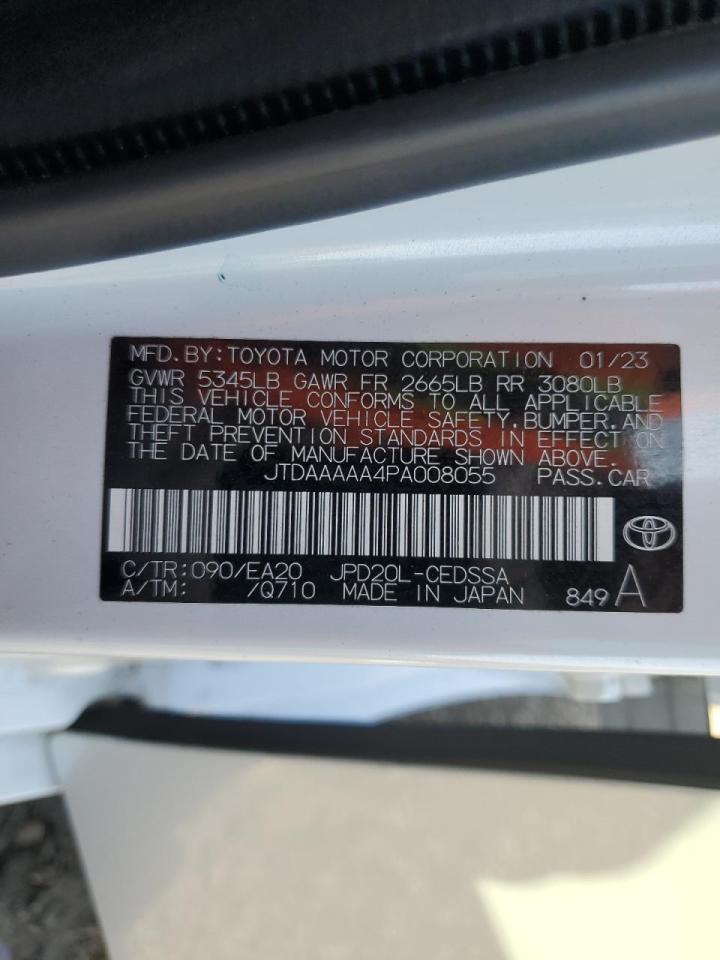 MFD. BY: TOYOTA MOTOR CORPORATION 01/23
GVWR 5345LB GAWR FR 2665LB RR 3080LB
THIS VEHICLE CONFORMS TO ALL APPLICABLE
FEDERAL MOTOR VEHICLE SAFETY, BUMPER, AND
THEFT PREVENTION STANDARDS IN EFFECT ON
THE DATE OF MANUFACTURE SHOWN ABOVE.
JTDAAAAA4PA008055 PASS. CAR
C/TR: 090/EA20 JPD20L-CEDSSA
A/TM: /Q710 MADE IN JAPAN 849 A